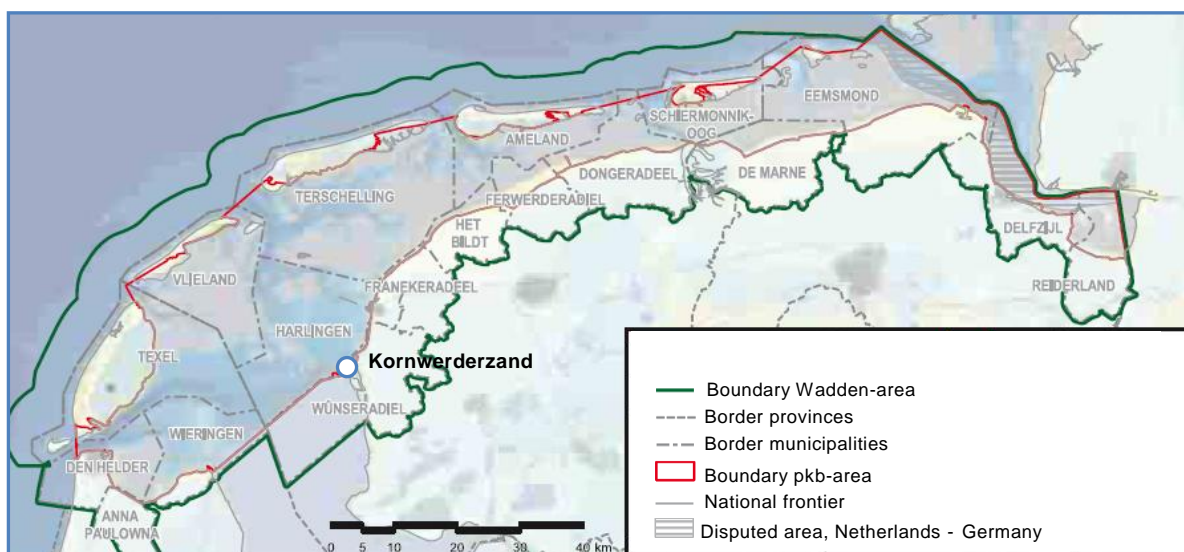 EEMSMOND
SCHIERMONNIK-
OOG
AMELAND
DONGERADEEL
DE MARNE
TERSCHELLING
FERWERDERADIEL
HET
BILDT
DELFZIJL
VLIELAND
FRANEKERADEEL
REIDERLAND
HARLINGEN
TEXEL
Kornwerderzand
WÛNSERADIEL
WIERINGEN
DEN HELDER
ANNA
PAULOWNA
0 5 10 20 30 40 km
Boundary Wadden-area
Border provinces
Border municipalities
Boundary pkb-area
National frontier
Disputed area, Netherlands - Germany